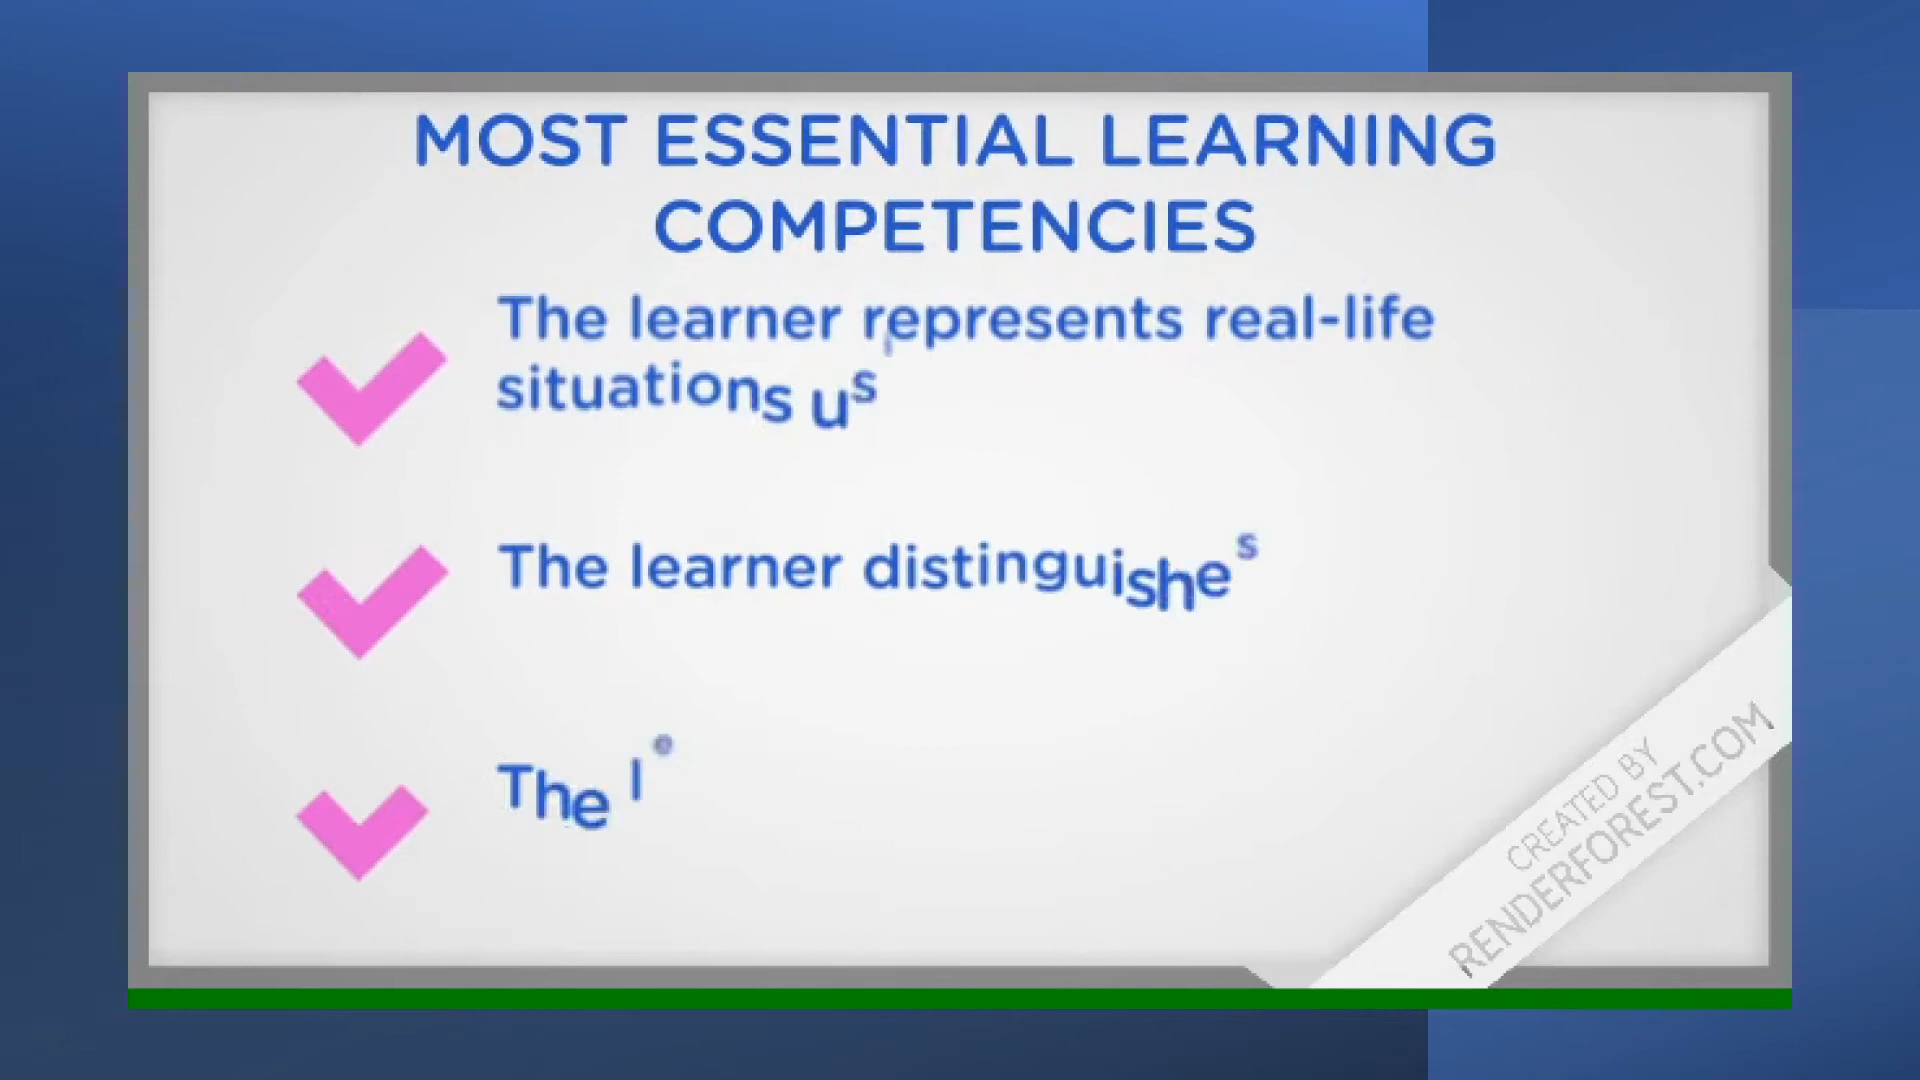 MOST ESSENTIAL LEARNING
COMPETENCIES
The learner represents real-life
situations us
The learner distinguishes
The le
CREATED BY
RENDERFOREST.COM